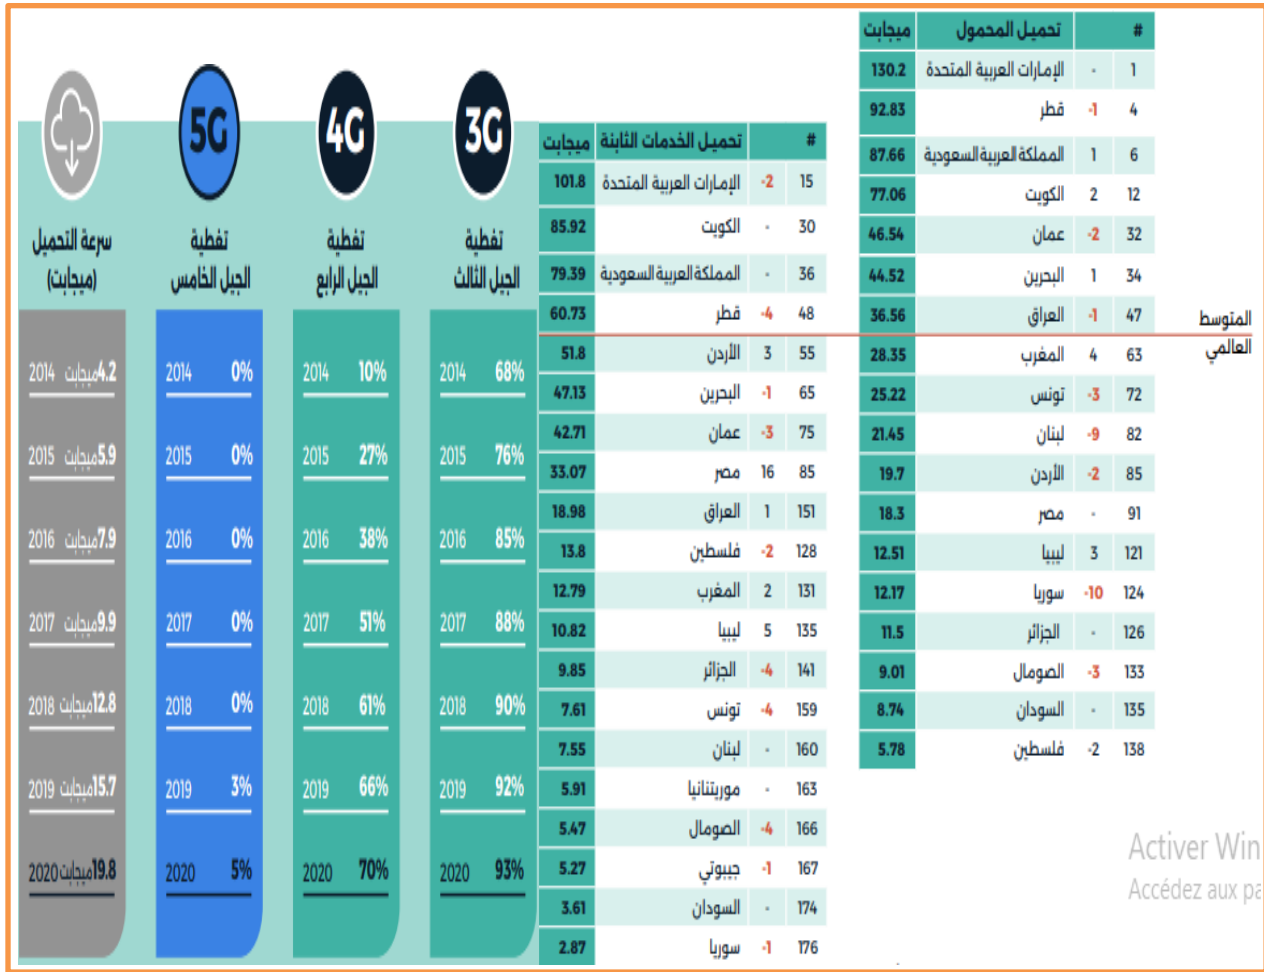 # تحميل المحمول ميجابت
1 - الإمارات العربية المتحدة 130.2
4 -1 قطر 92.83
6 1 المملكة العربية السعودية 87.66
12 2 الكويت 77.06
32 -2 عمان 46.54
34 1 البحرين 44.52
47 -1 العراق 36.56
63 4 المغرب 28.35
72 -3 تونس 25.22
82 -9 لبنان 21.45
85 -2 الأردن 19.7
91 - مصر 18.3
121 3 ليبيا 12.51
124 -10 سوريا 12.17
126 - الجزائر 11.5
133 -3 الصومال 9.01
135 - السودان 8.74
138 -2 فلسطين 5.78
المتوسط
العالمي
# تحميل الخدمات الثابتة ميجابت
15 -2 الإمارات العربية المتحدة 101.8
30 - الكويت 85.92
36 - المملكة العربية السعودية 79.39
48 -4 قطر 60.73
55 3 الأردن 51.8
65 -1 البحرين 47.13
75 -3 عمان 42.71
85 16 مصر 33.07
151 1 العراق 18.98
128 -2 فلسطين 13.8
131 2 المغرب 12.79
135 5 ليبيا 10.82
141 -4 الجزائر 9.85
159 -4 تونس 7.61
160 - لبنان 7.55
163 - موريتنانيا 5.91
166 -4 الصومال 5.47
167 -1 جيبوتي 5.27
174 - السودان 3.61
176 -1 سوريا 2.87
3G
تغطية
الجيل الثالث
68% 2014
76% 2015
85% 2016
88% 2017
90% 2018
92% 2019
93% 2020
4G
تغطية
الجيل الرابع
10% 2014
27% 2015
38% 2016
51% 2017
61% 2018
66% 2019
70% 2020
5G
تغطية
الجيل الخامس
0% 2014
0% 2015
0% 2016
0% 2017
0% 2018
3% 2019
5% 2020
سرعة التحميل
(ميجابت)
4.2ميجابت 2014
5.9ميجابت 2015
7.9ميجابت 2016
9.9ميجابت 2017
12.8ميجابت 2018
15.7ميجابت 2019
19.8ميجابت 2020
Activer Win
Accédez aux pa